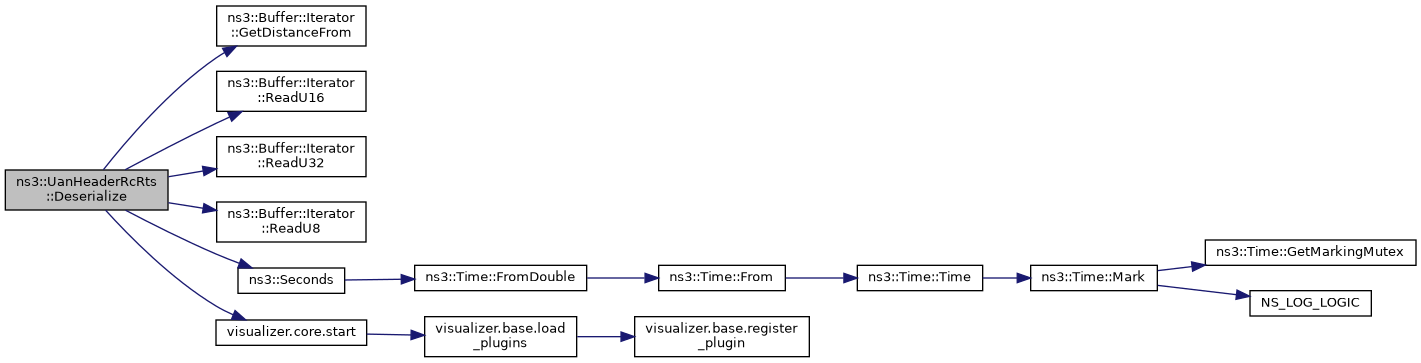 ns3::Buffer::Iterator
::GetDistanceFrom
ns3::Buffer::Iterator
::ReadU16
ns3::Buffer::Iterator
::ReadU32
ns3::UanHeaderRcRts
::Deserialize
ns3::Buffer::Iterator
::ReadU8
ns3::Seconds
ns3::Time::FromDouble
ns3::Time::From
ns3::Time::Time
ns3::Time::Mark
ns3::Time::GetMarkingMutex
NS_LOG_LOGIC
visualizer.core.start
visualizer.base.load
_plugins
visualizer.base.register
_plugin